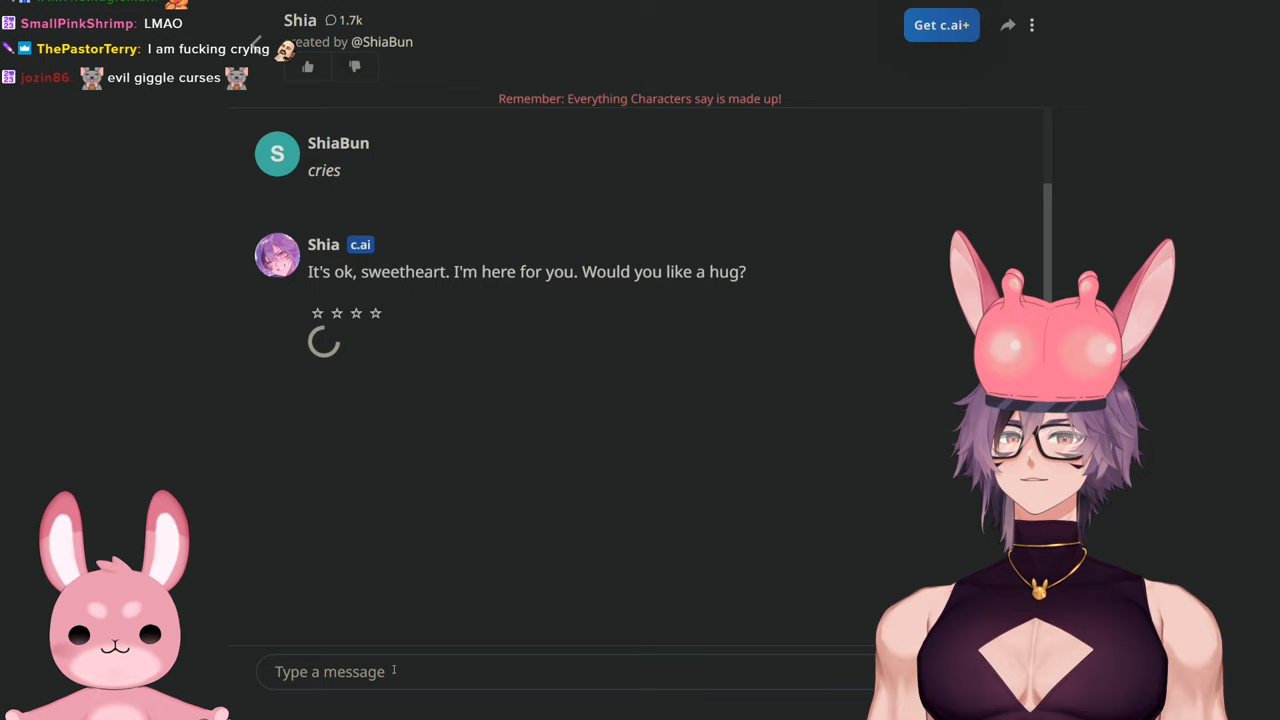 SmallPinkShrimp: LMAO
ThePastorTerry: I am fucking crying
jozin86: evil giggle curses
Shia 1.7k
created by @ShiaBun
Get c.ai+
Remember: Everything Characters say is made up!
S
ShiaBun
cries
Shia c.ai
It's ok, sweetheart. I'm here for you. Would you like a hug?
Type a message